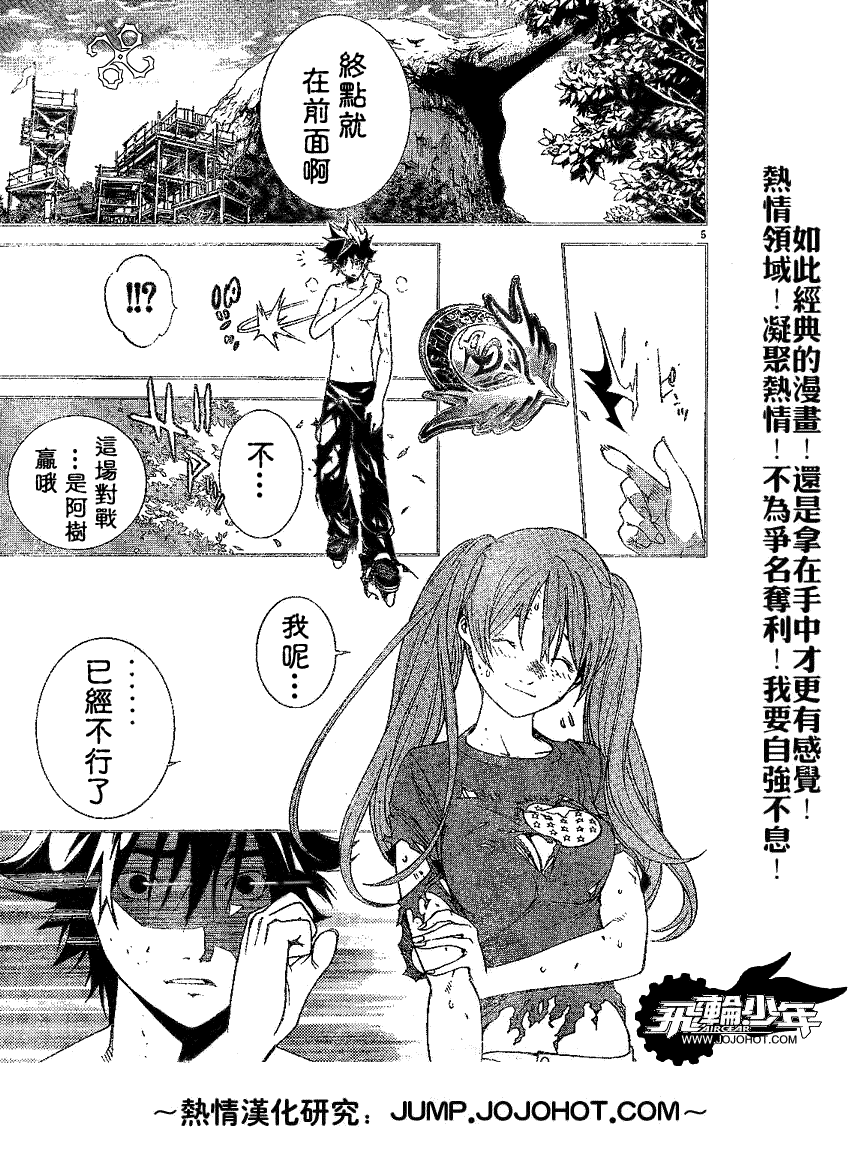 終點就
在前面啊
5
!!?
不…
這場對戰
…是阿樹
贏哦
我呢…
……
已經不行了
如此經典的漫畫！還是拿在手中才更有感覺！
熱情領域！凝聚熱情！不為爭名奪利！我要自強不息！
飛輪少年
AIRGEAR
WWW.JOJOHOT.COM
～熱情漢化研究：JUMP.JOJOHOT.COM～